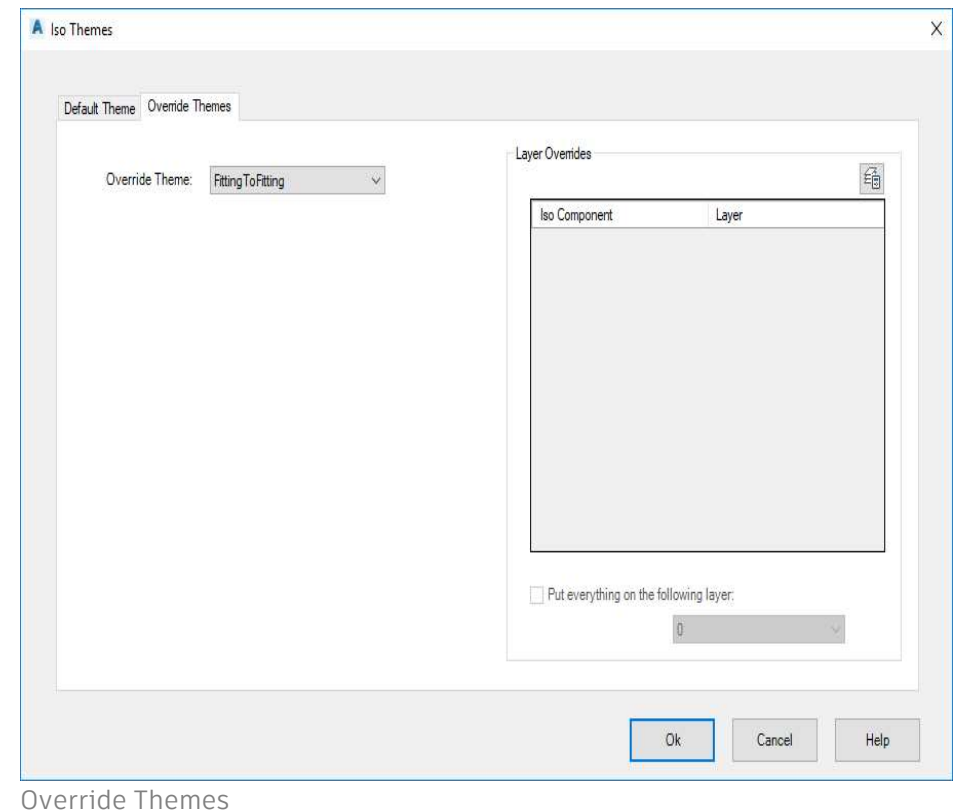 Iso Themes
X
Default Theme Override Themes
Override Theme: FittingToFitting
Layer Overrides
Iso Component Layer
Put everything on the following layer:
0
Ok Cancel Help
Override Themes